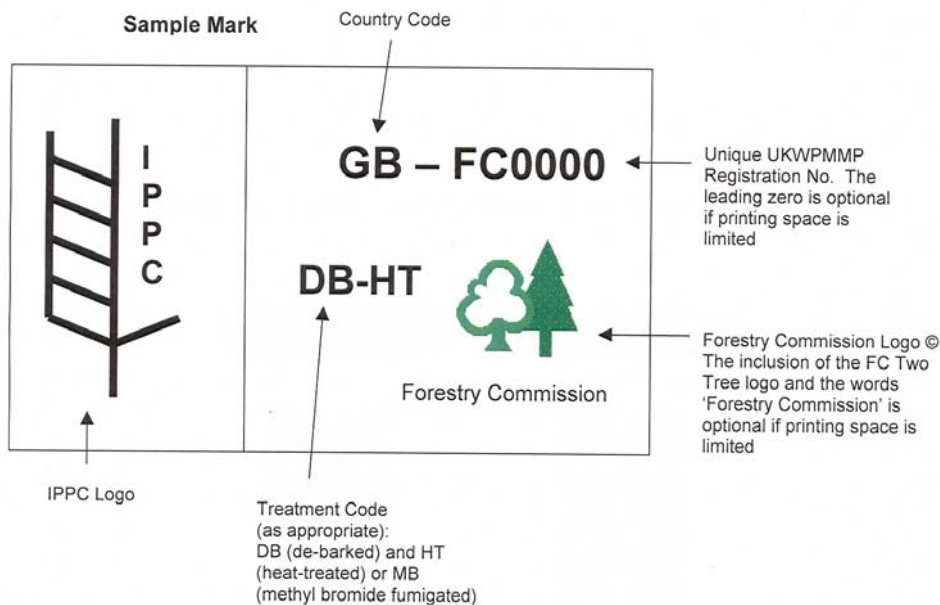 Sample Mark
Country Code
I
P
P
C
GB – FC0000
Unique UKWPMMP
Registration No. The
leading zero is optional
if printing space is
limited
DB-HT
Forestry Commission
Forestry Commission Logo ©
The inclusion of the FC Two
Tree logo and the words
‘Forestry Commission’ is
optional if printing space is
limited
IPPC Logo
Treatment Code
(as appropriate):
DB (de-barked) and HT
(heat-treated) or MB
(methyl bromide fumigated)